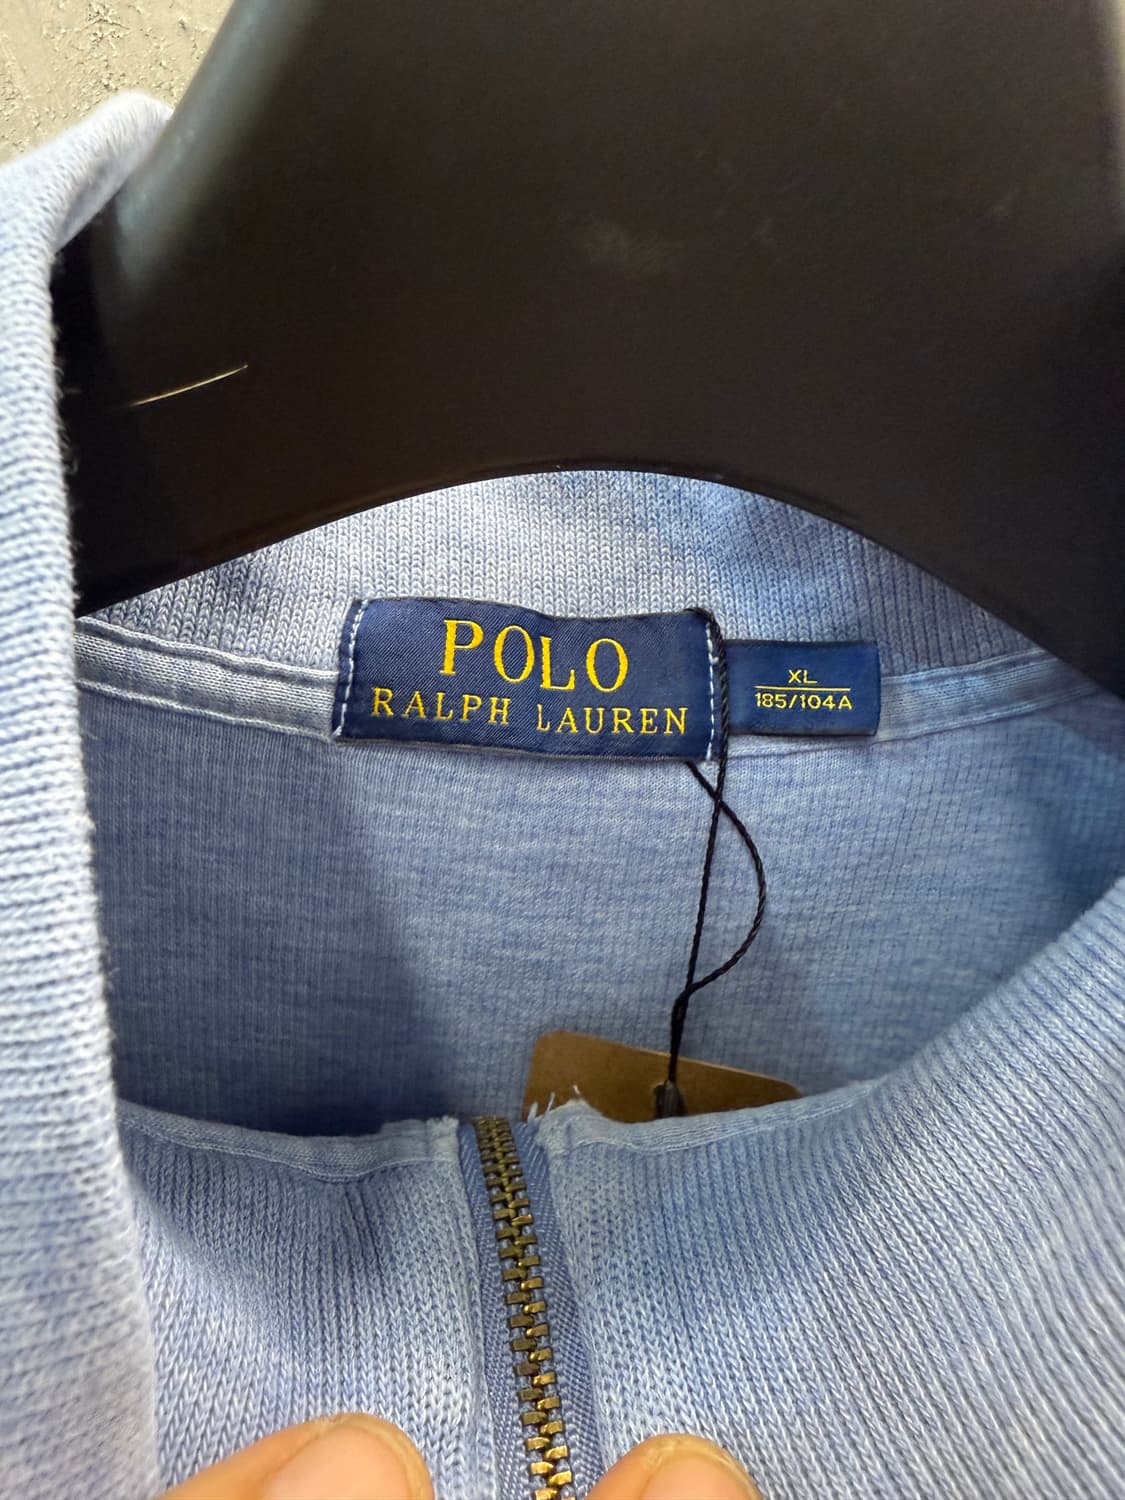 POLO
RALPH LAUREN
XL
185/104A